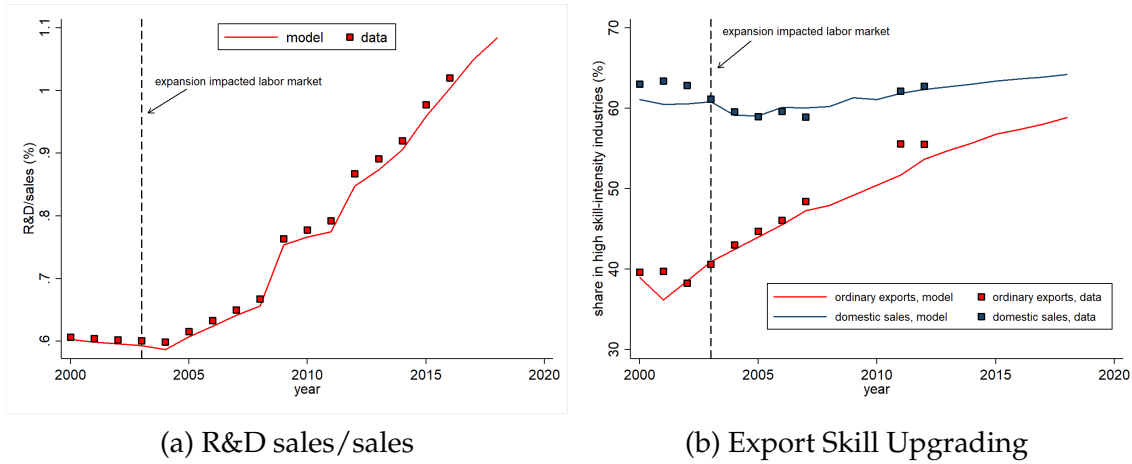 1.1
1
.9
.8
.7
.6
R&D/sales (%)
model
data
expansion impacted labor market
2000
2005
2010
2015
2020
year
(a) R&D sales/sales
70
60
50
40
30
share in high skill-intensity industries (%)
expansion impacted labor market
ordinary exports, model
ordinary exports, data
domestic sales, model
domestic sales, data
2000
2005
2010
2015
2020
year
(b) Export Skill Upgrading